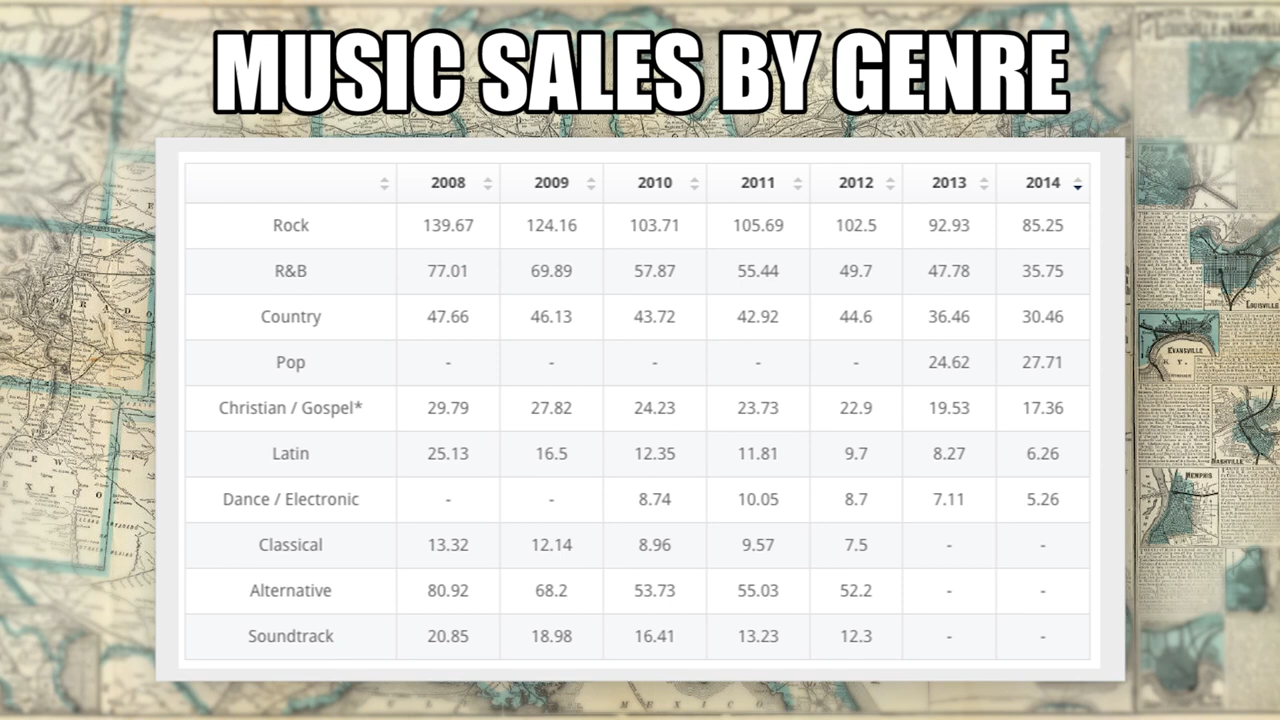 MUSIC SALES BY GENRE
2008 2009 2010 2011 2012 2013 2014
Rock 139.67 124.16 103.71 105.69 102.5 92.93 85.25
R&B 77.01 69.89 57.87 55.44 49.7 47.78 35.75
Country 47.66 46.13 43.72 42.92 44.6 36.46 30.46
Pop - - - - - 24.62 27.71
Christian / Gospel* 29.79 27.82 24.23 23.73 22.9 19.53 17.36
Latin 25.13 16.5 12.35 11.81 9.7 8.27 6.26
Dance / Electronic - - 8.74 10.05 8.7 7.11 5.26
Classical 13.32 12.14 8.96 9.57 7.5 - -
Alternative 80.92 68.2 53.73 55.03 52.2 - -
Soundtrack 20.85 18.98 16.41 13.23 12.3 - -
LOUISVILLE
EVANSVILLE
K Y.
NASHVILLE
MEMPHIS
MEXICO